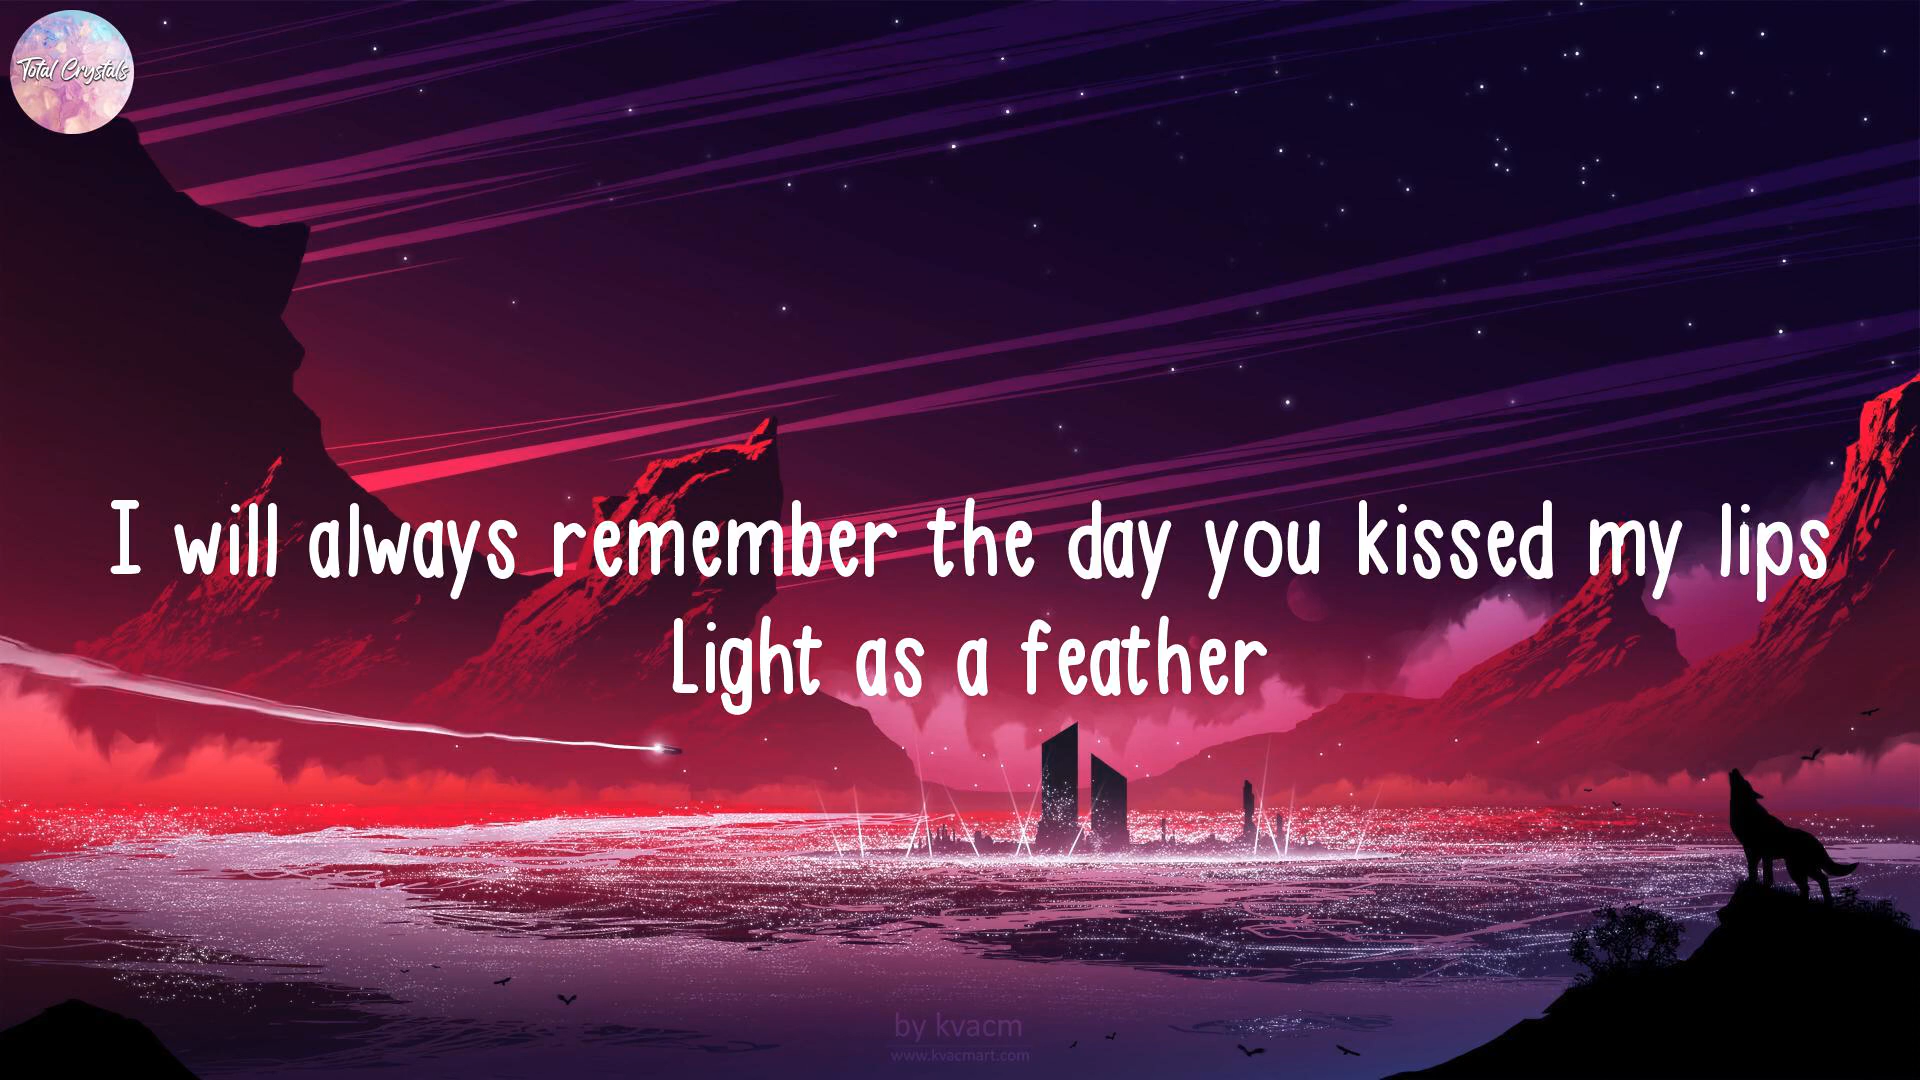 Total Crystals
I will always remember the day you kissed my lips
Light as a feather
by kvacm
www.kvacmart.com